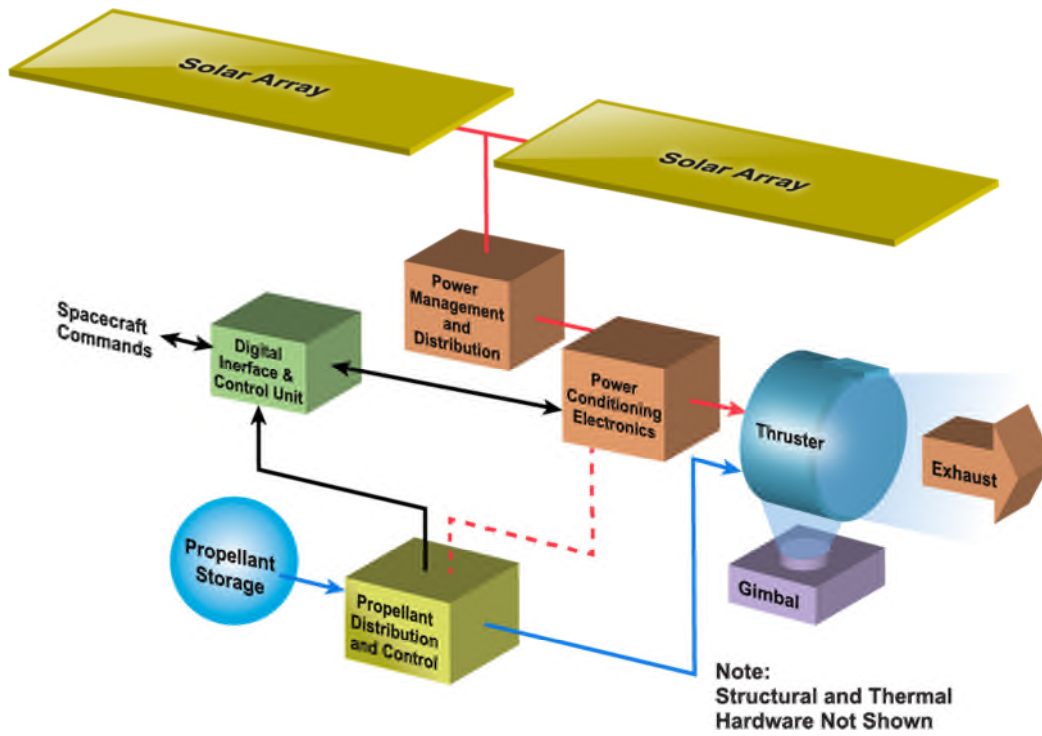 Solar Array
Solar Array
Power
Management
and
Distribution
Spacecraft
Commands
Digital
Inerface &
Control Unit
Power
Conditioning
Electronics
Thruster
Exhaust
Propellant
Storage
Propellant
Distribution
and Control
Gimbal
Note:
Structural and Thermal
Hardware Not Shown